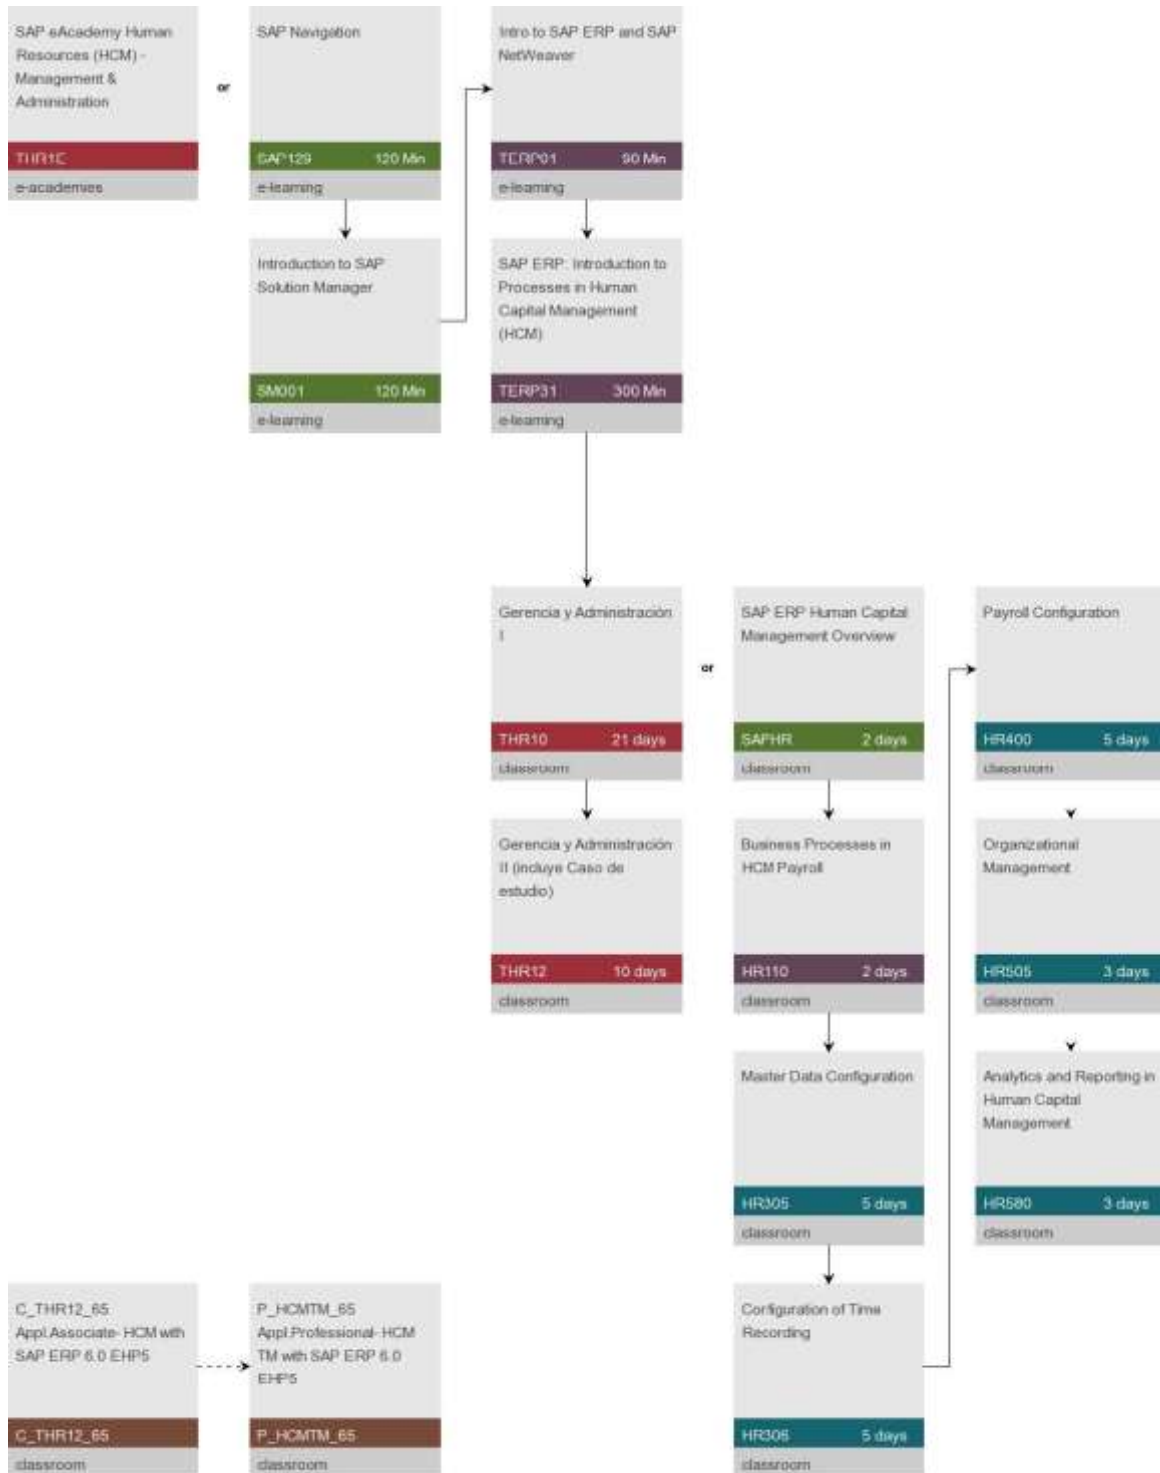 SAP eAcademy Human
Resources (HCM) -
Management &
Administration
THR1E
e-academies
or
SAP Navigation
SAP129 120 Min
e-learning
Introduction to SAP
Solution Manager
SM001 120 Min
e-learning
Intro to SAP ERP and SAP
NetWeaver
TERP01 90 Min
e-learning
SAP ERP: Introduction to
Processes in Human
Capital Management
(HCM)
TERP31 300 Min
e-learning
Gerencia y Administración
I
THR10 21 days
classroom
Gerencia y Administración
II (incluye Caso de
estudio)
THR12 10 days
classroom
or
SAP ERP Human Capital
Management Overview
SAPHR 2 days
classroom
Business Processes in
HCM Payroll
HR110 2 days
classroom
Master Data Configuration
HR305 5 days
classroom
Configuration of Time
Recording
HR306 5 days
classroom
Payroll Configuration
HR400 5 days
classroom
Organizational
Management
HR505 3 days
classroom
Analytics and Reporting in
Human Capital
Management
HR580 3 days
classroom
C_THR12_65
Appl.Associate- HCM with
SAP ERP 6.0 EHP5
C_THR12_65
classroom
P_HCMTM_65
Appl.Professional- HCM
TM with SAP ERP 6.0
EHP5
P_HCMTM_65
classroom